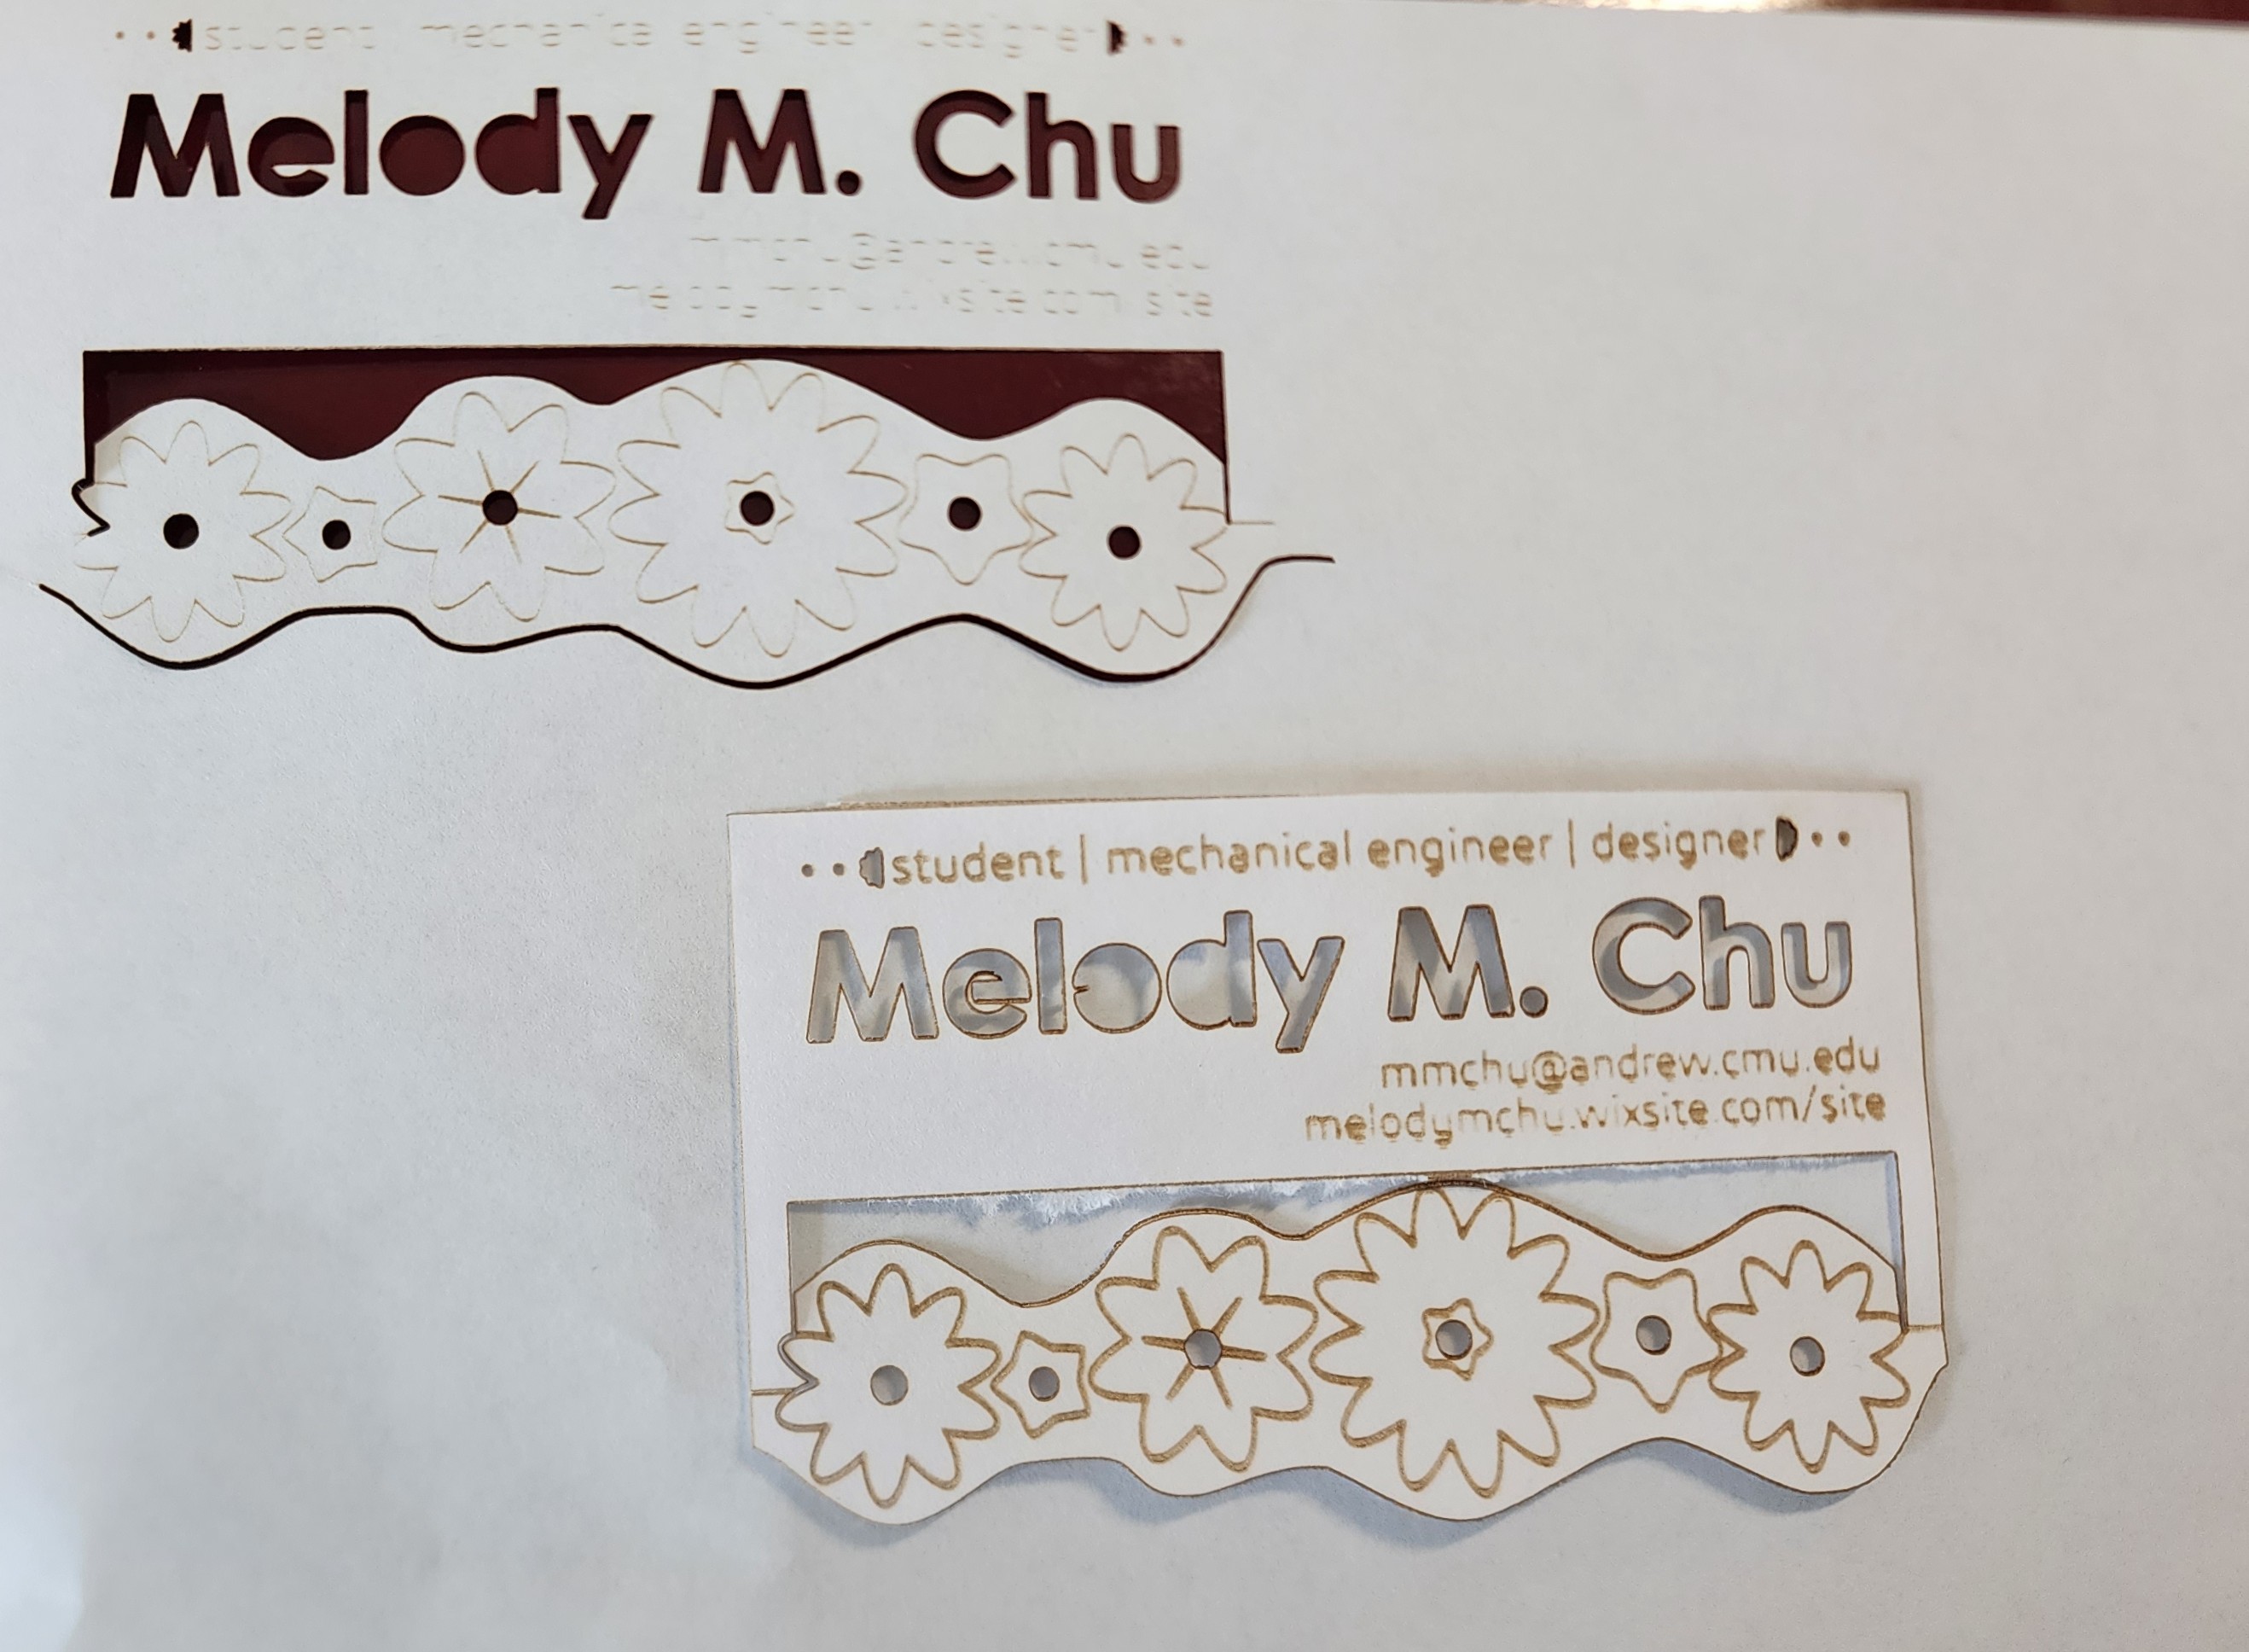 student mechanical engineer designer
Melody M. Chu
mmchu@andrew.cmu.edu
melodymchu.wixsite.com/site
student | mechanical engineer | designer
Melody M. Chu
mmchu@andrew.cmu.edu
melodymchu.wixsite.com/site